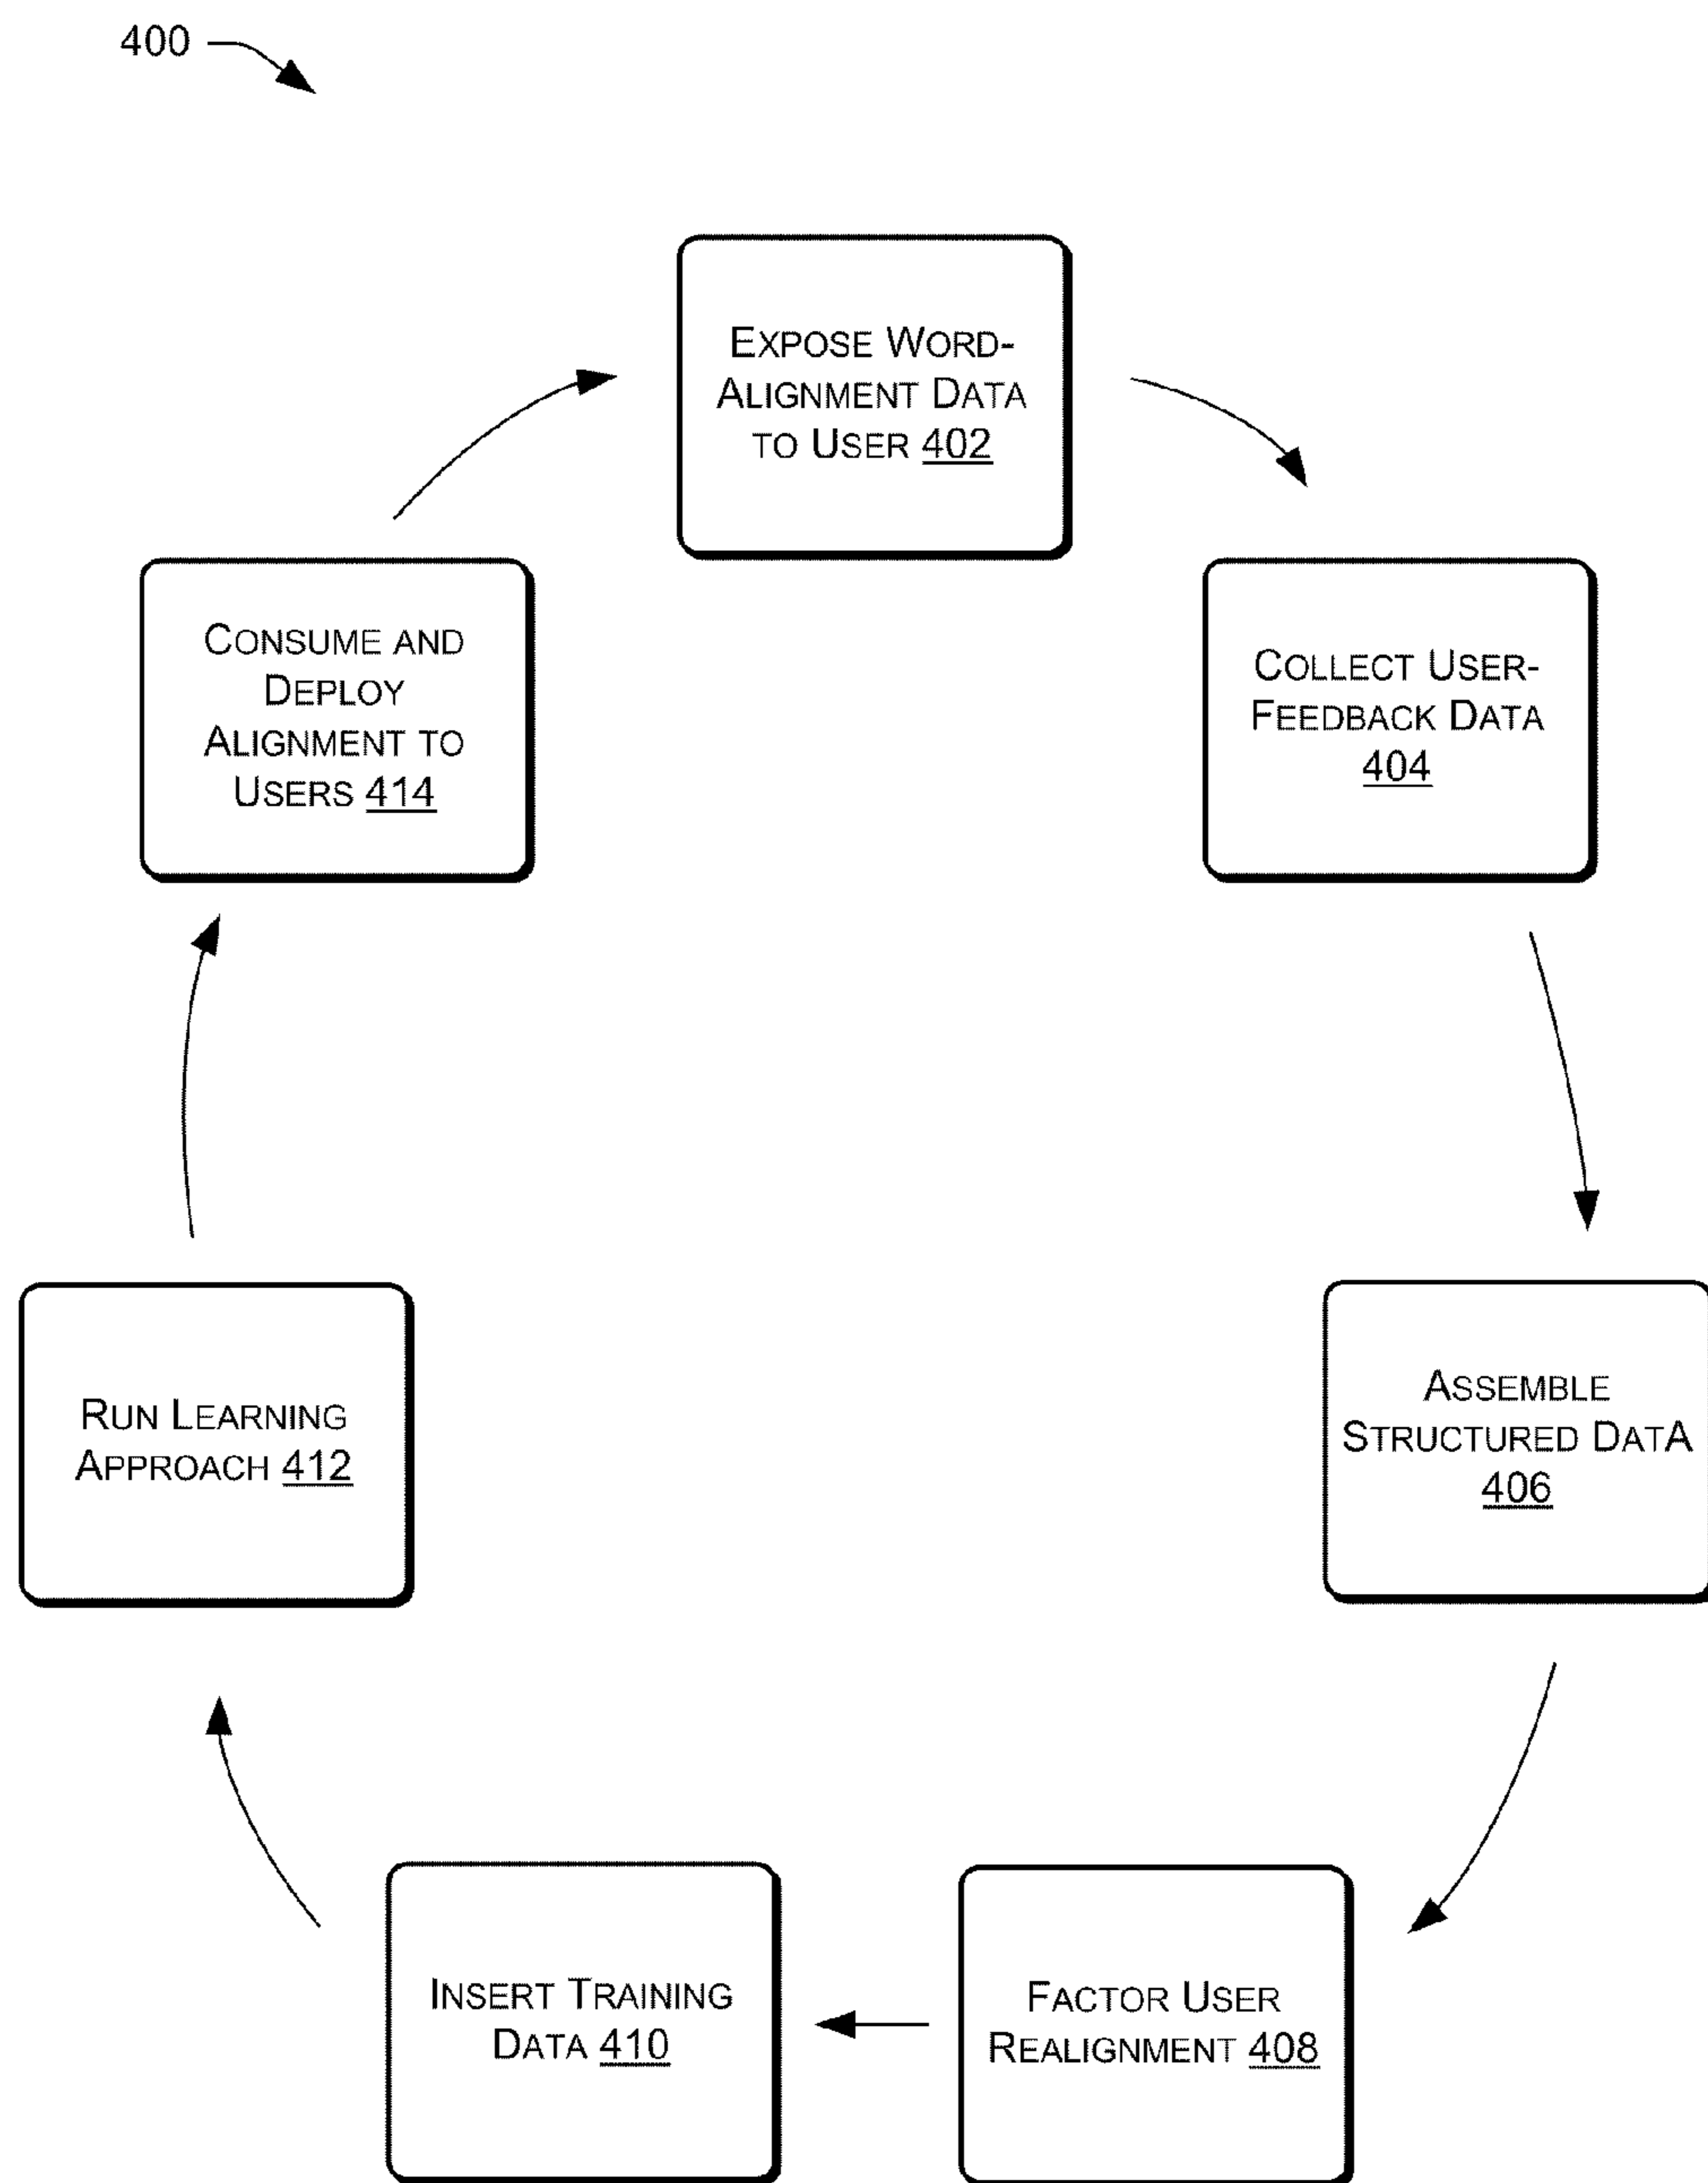 400
EXPOSE WORD-
ALIGNMENT DATA
TO USER 402
COLLECT USER-
FEEDBACK DATA
404
ASSEMBLE
STRUCTURED DATA
406
FACTOR USER
REALIGNMENT 408
INSERT TRAINING
DATA 410
RUN LEARNING
APPROACH 412
CONSUME AND
DEPLOY
ALIGNMENT TO
USERS 414